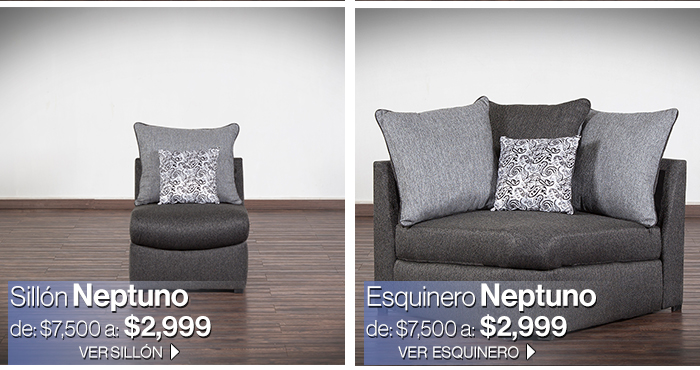 Sillón Neptuno
de: $7,500 a: $2,999
VER SILLÓN
Esquinero Neptuno
de: $7,500 a: $2,999
VER ESQUINERO